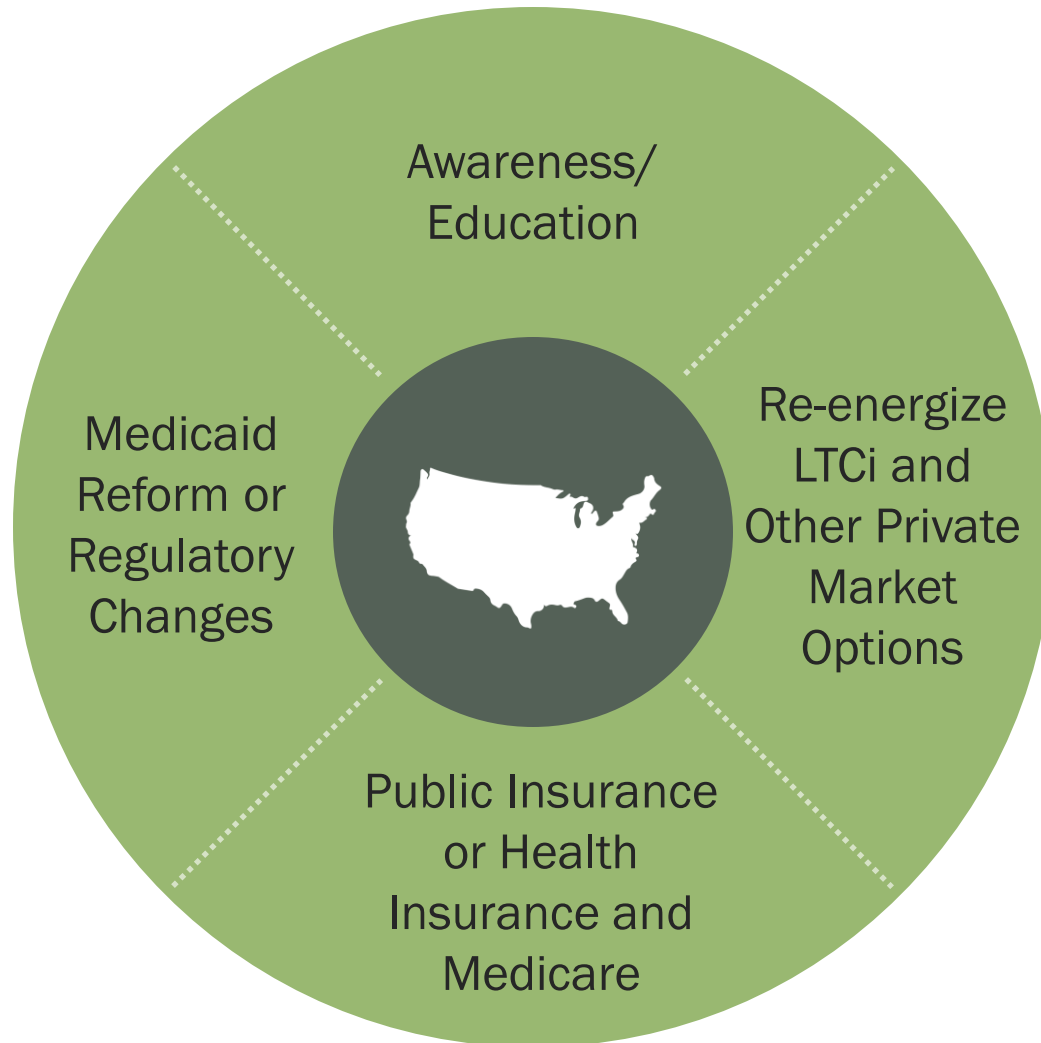 Awareness/
Education
Re-energize
LTCi and
Other Private
Market
Options
Medicaid
Reform or
Regulatory
Changes
Public Insurance
or Health
Insurance and
Medicare